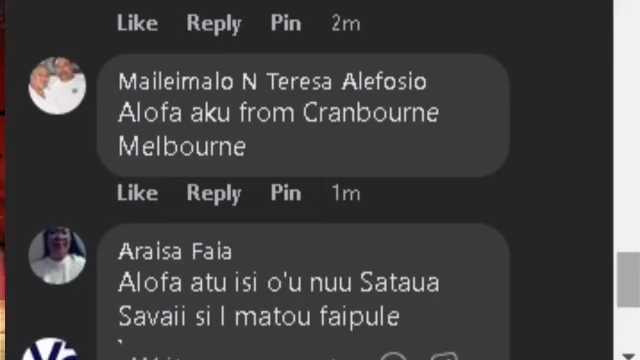 Like Reply Pin 2m
Maileimalo N Teresa Alefosio
Alofa aku from Cranbourne
Melbourne
Like Reply Pin 1m
Araisa Faia
Alofa atu isi o'u nuu Sataua
Savaii si I matou faipule